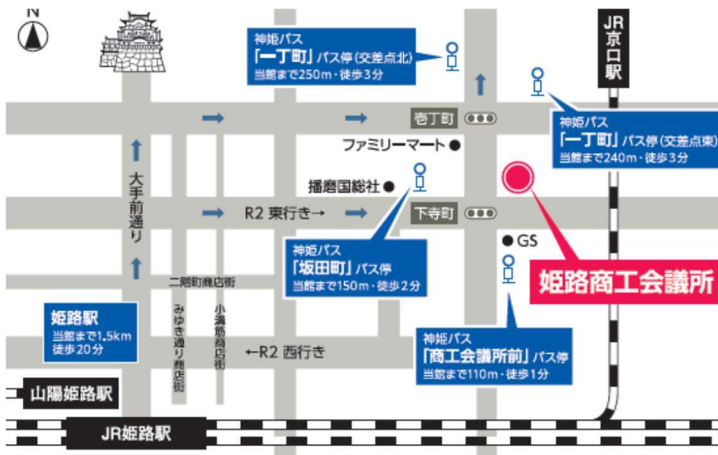 N
神姫バス
「一丁町」バス停(交差点北)
当館まで250m・徒歩3分
JR京口駅
壱丁町
神姫バス
「一丁町」バス停(交差点東)
当館まで240m・徒歩3分
ファミリーマート
播磨国総社
大手前通り
R2 東行き→
下寺町
GS
神姫バス
「坂田町」バス停
当館まで150m・徒歩2分
姫路商工会議所
二階町商店街
みゆき通り商店街
小溝筋商店街
姫路駅
当館まで1.5km
徒歩20分
←R2 西行き
神姫バス
「商工会議所前」バス停
当館まで110m・徒歩1分
山陽姫路駅
JR姫路駅